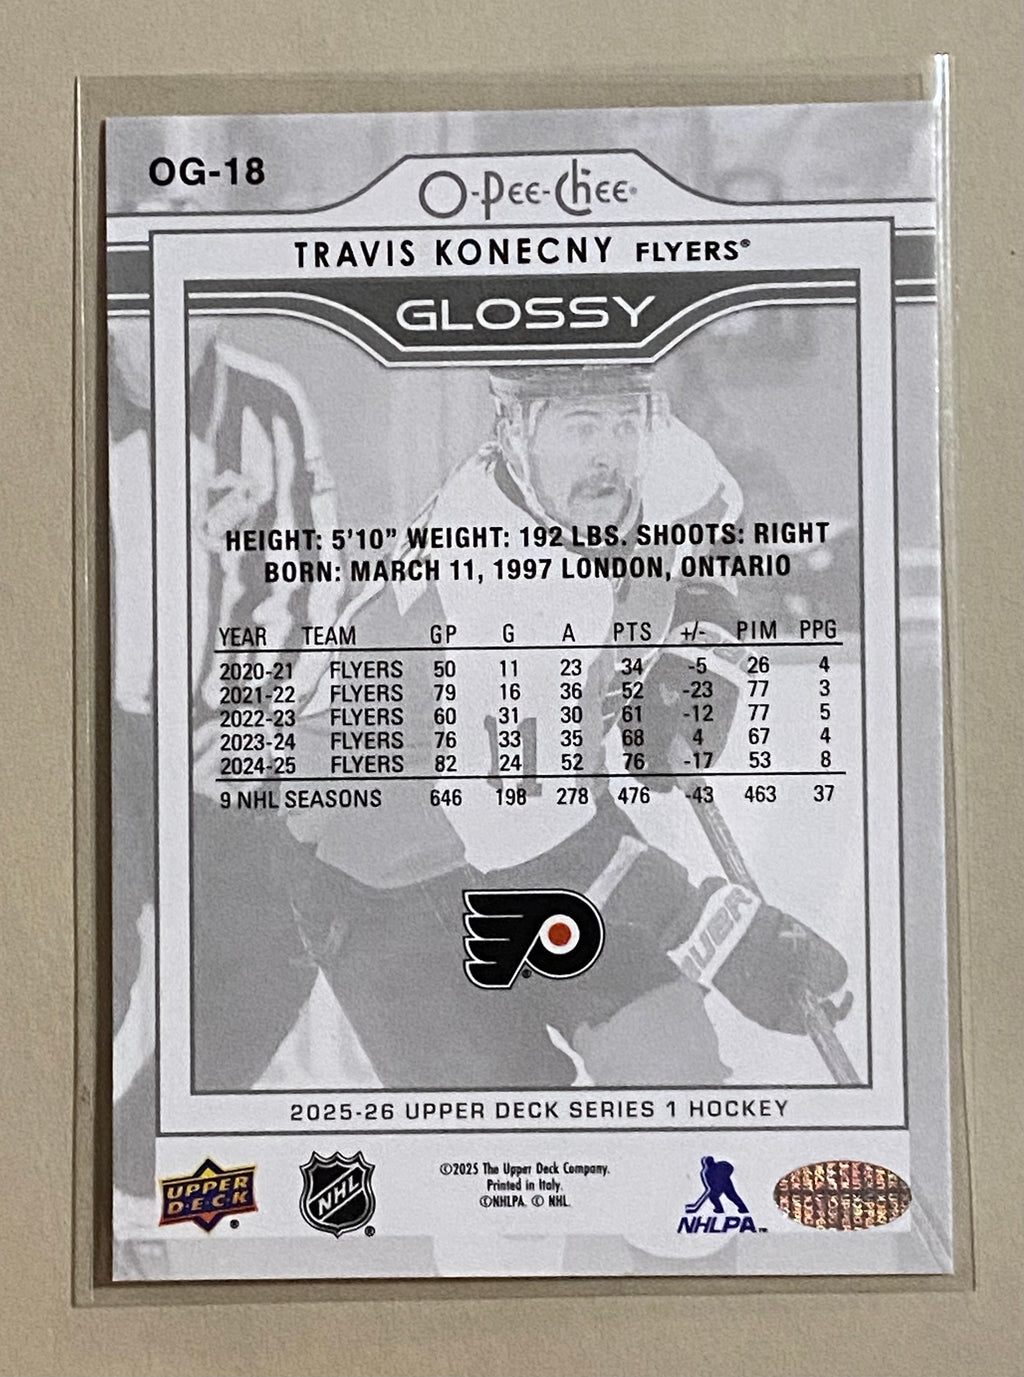 OG-18
O-Pee-Chee
TRAVIS KONECNY FLYERS®
GLOSSY
HEIGHT: 5'10" WEIGHT: 192 LBS. SHOOTS: RIGHT
BORN: MARCH 11, 1997 LONDON, ONTARIO
YEAR TEAM GP G A PTS +/- PIM PPG
2020-21 FLYERS 50 11 23 34 -5 26 4
2021-22 FLYERS 79 16 36 52 -23 77 3
2022-23 FLYERS 60 31 30 61 -12 77 5
2023-24 FLYERS 76 33 35 68 4 67 4
2024-25 FLYERS 82 24 52 76 -17 53 8
9 NHL SEASONS 646 198 278 476 -43 463 37
11
BAUER
2025-26 UPPER DECK SERIES 1 HOCKEY
UPPER
D·E·C·K
®
NHL
®
©2025 The Upper Deck Company.
Printed in Italy.
©NHLPA. © NHL.
NHLPA™